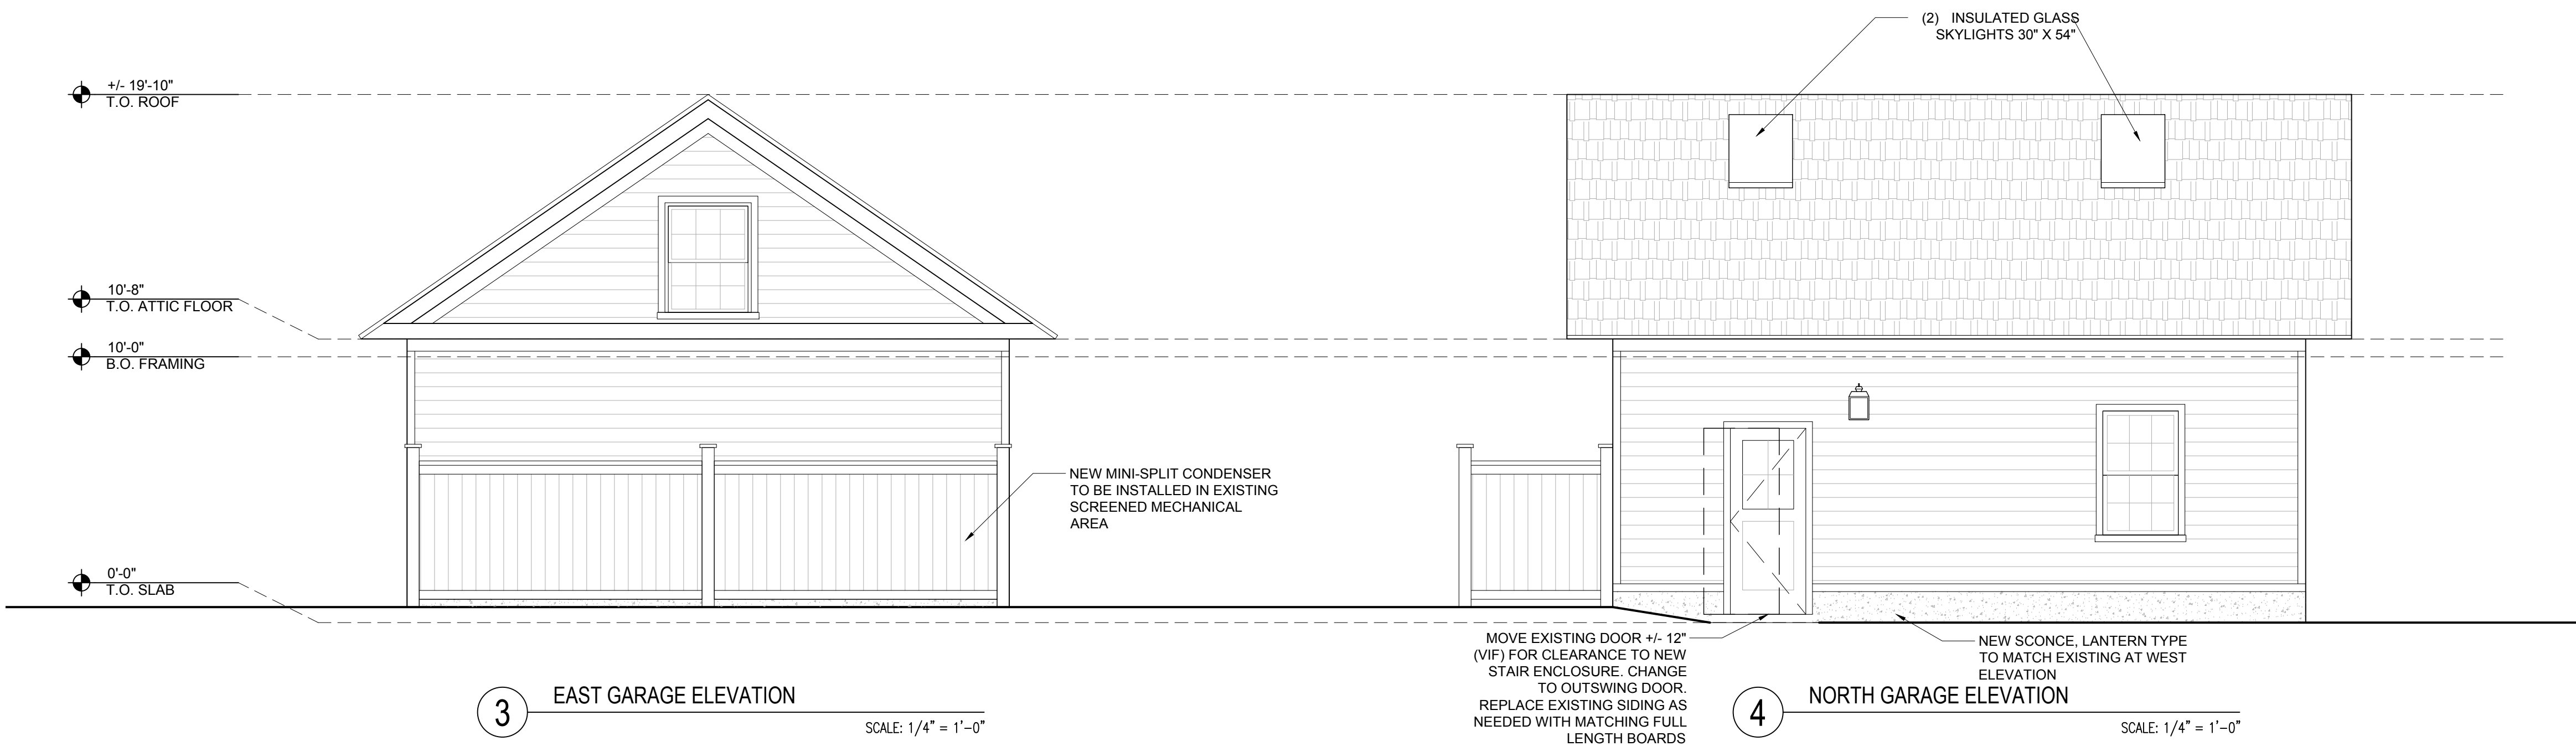 (2) INSULATED GLASS
SKYLIGHTS 30" X 54"
+/- 19'-10"
T.O. ROOF
10'-8"
T.O. ATTIC FLOOR
10'-0"
B.O. FRAMING
0'-0"
T.O. SLAB
NEW MINI-SPLIT CONDENSER
TO BE INSTALLED IN EXISTING
SCREENED MECHANICAL
AREA
MOVE EXISTING DOOR +/- 12"
(VIF) FOR CLEARANCE TO NEW
STAIR ENCLOSURE. CHANGE
TO OUTSWING DOOR.
REPLACE EXISTING SIDING AS
NEEDED WITH MATCHING FULL
LENGTH BOARDS
NEW SCONCE, LANTERN TYPE
TO MATCH EXISTING AT WEST
ELEVATION
3
EAST GARAGE ELEVATION
SCALE: 1/4" = 1'-0"
4
NORTH GARAGE ELEVATION
SCALE: 1/4" = 1'-0"